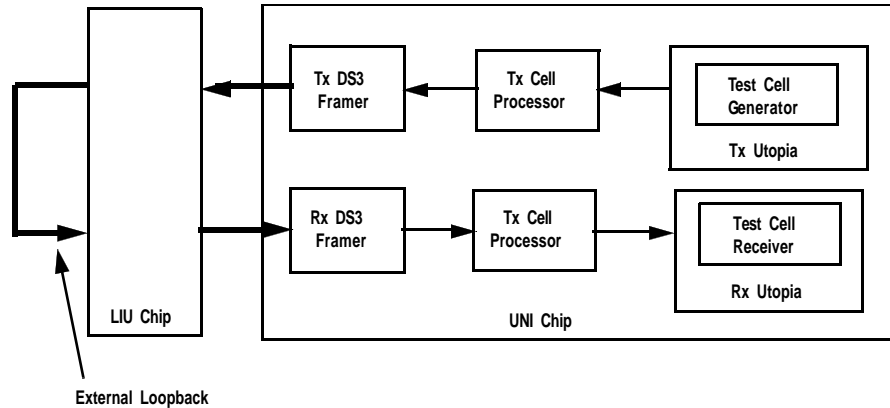 Tx DS3
Framer
Tx Cell
Processor
Test Cell
Generator
Tx Utopia
Rx DS3
Framer
Tx Cell
Processor
Test Cell
Receiver
Rx Utopia
LIU Chip
UNI Chip
External Loopback